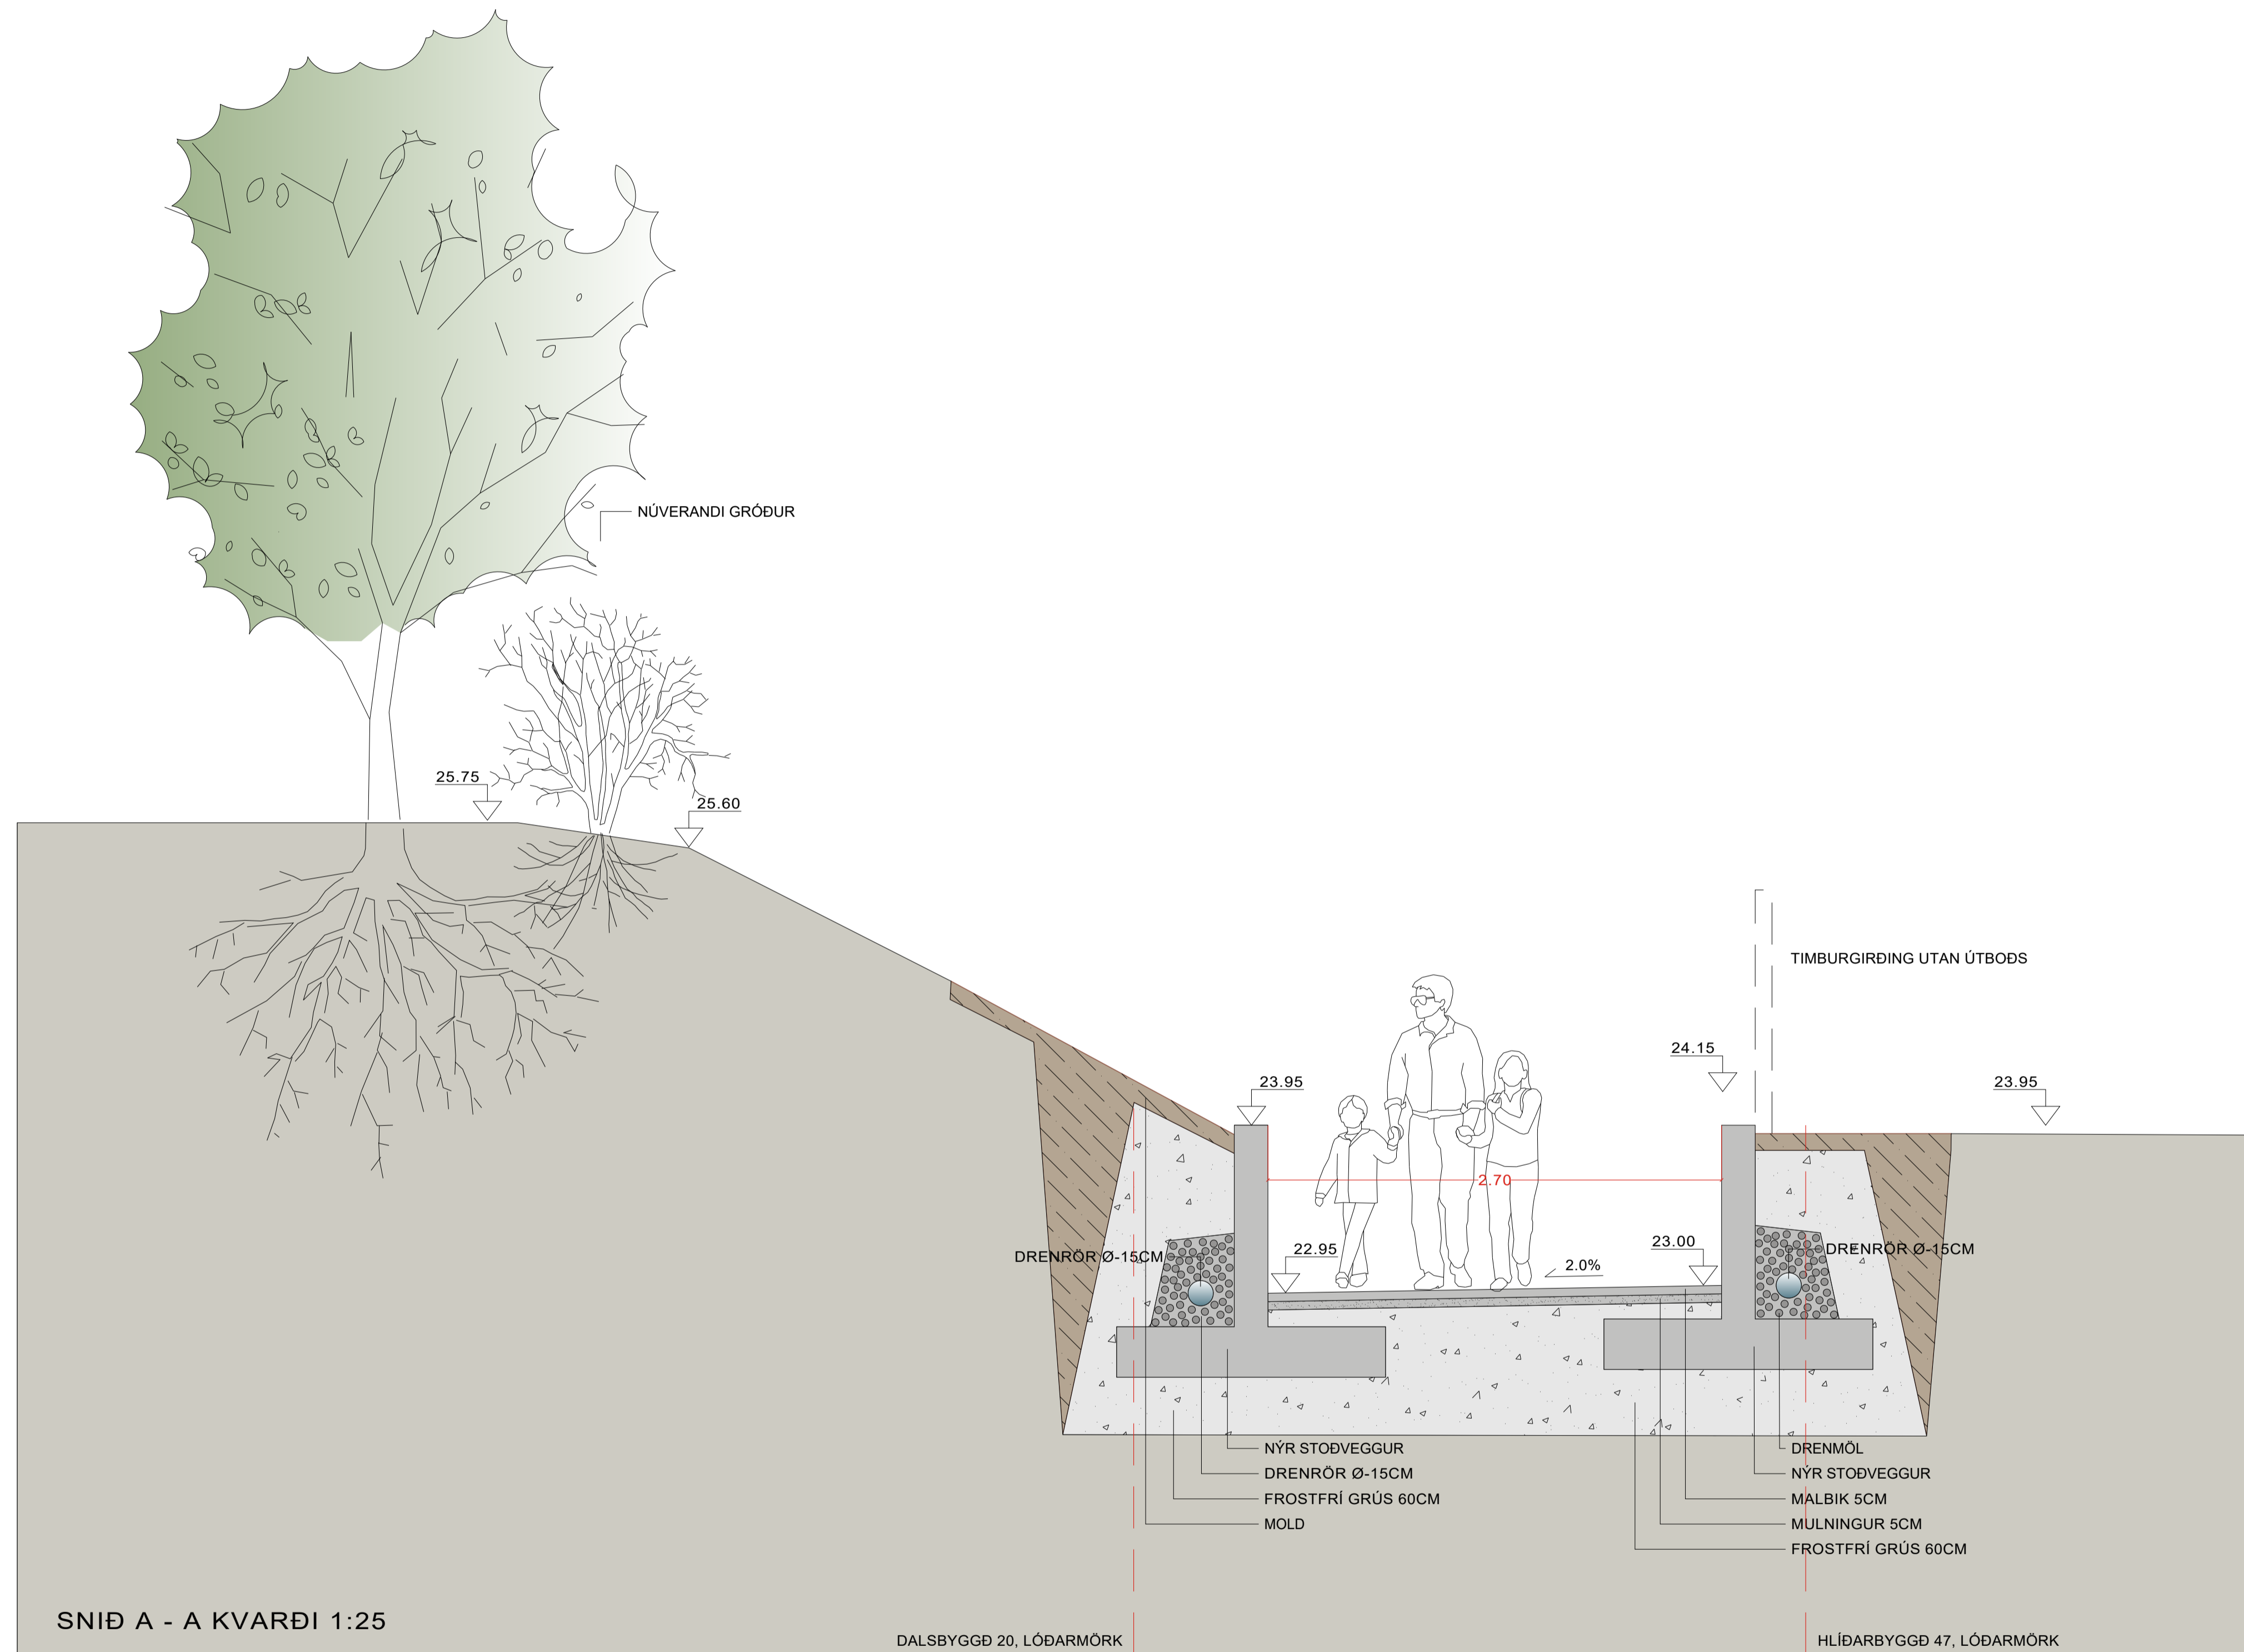 NÚVERANDI GRÓÐUR
25.75
25.60
TIMBURGIRÐING UTAN ÚTBOÐS
24.15
23.95
23.95
2.70
DRENRÖR Ø-15CM
22.95
2.0%
23.00
DRENRÖR Ø-15CM
NÝR STOÐVEGGUR
DRENRÖR Ø-15CM
FROSTFRÍ GRÚS 60CM
MOLD
DRENMÖL
NÝR STOÐVEGGUR
MALBIK 5CM
MULNINGUR 5CM
FROSTFRÍ GRÚS 60CM
SNIÐ A - A KVARÐI 1:25
DALSBYGGÐ 20, LÓÐARMÖRK
HLÍÐARBYGGÐ 47, LÓÐARMÖRK